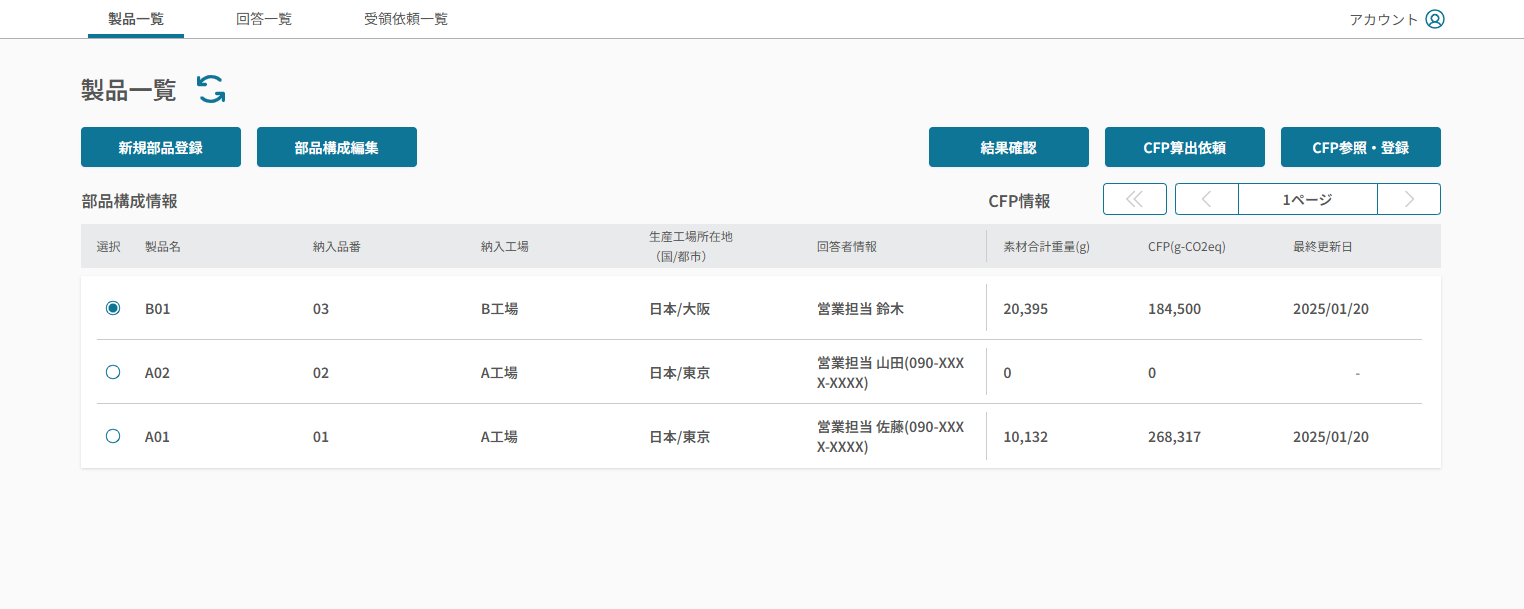 製品一覧 回答一覧 受領依頼一覧 アカウント
製品一覧
新規部品登録 部品構成編集 結果確認 CFP算出依頼 CFP参照・登録
部品構成情報 CFP情報 1ページ
選択 製品名 納入品番 納入工場 生産工場所在地 回答者情報 素材合計重量(g) CFP(g-CO2eq) 最終更新日
（国/都市）
B01 03 B工場 日本/大阪 営業担当 鈴木 20,395 184,500 2025/01/20
A02 02 A工場 日本/東京 営業担当 山田(090-XXX 0 0 -
X-XXXX)
A01 01 A工場 日本/東京 営業担当 佐藤(090-XXX 10,132 268,317 2025/01/20
X-XXXX)